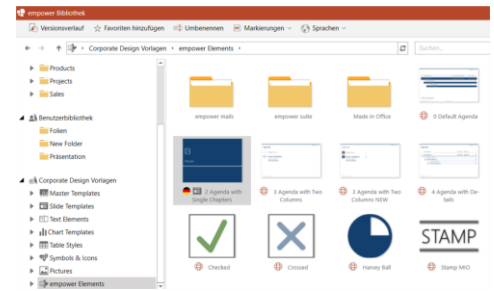 empower Bibliothek
Versionsverlauf Favoriten hinzufügen Umbenennen Markierungen Sprachen
Corporate Design Vorlagen empower Elements Suchen...
Products
Projects
Sales
Benutzerbibliothek
Folien
New Folder
Präsentation
Corporate Design Vorlagen
Master Templates
Slide Templates
Text Elements
Chart Templates
Table Styles
Symbols & Icons
Pictures
empower Elements
empower mails
empower suite
Made in Office
0 Default Agenda
2 Agenda with
Single Chapters
3 Agenda with Two
Columns
3 Agenda with Two
Columns NEW
4 Agenda with De-
tails
STAMP
Checked
Crossed
Harvey Ball
Stamp MIO